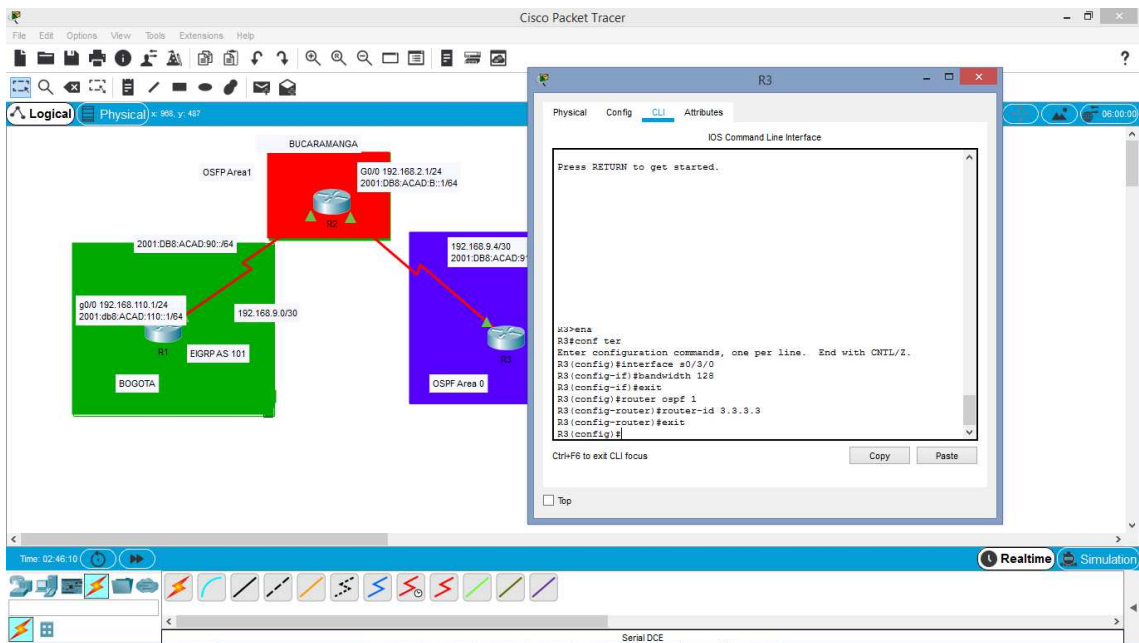 Cisco Packet Tracer
File Edit Options View Tools Extensions Help
?
Logical
Physical
x: 968, y: 487
06:00:00
BUCARAMANGA
OSFP Area1
G0/0 192.168.2.1/24
2001:DB8:ACAD:B::1/64
R2
2001:DB8:ACAD:90::/64
192.168.9.4/30
2001:DB8:ACAD:9
g0/0 192.168.110.1/24
2001:db8:ACAD:110::1/64
192.168.9.0/30
R1
EIGRP AS 101
R3
BOGOTA
OSPF Area 0
R3
Physical Config CLI Attributes
IOS Command Line Interface
Press RETURN to get started.
R3>ena
R3#conf ter
Enter configuration commands, one per line.  End with CNTL/Z.
R3(config)#interface s0/3/0
R3(config-if)#bandwidth 128
R3(config-if)#exit
R3(config)#router ospf 1
R3(config-router)#router-id 3.3.3.3
R3(config-router)#exit
R3(config)#
Ctrl+F6 to exit CLI focus
Copy
Paste
Top
Time: 02:46:10
Realtime
Simulation
Serial DCE